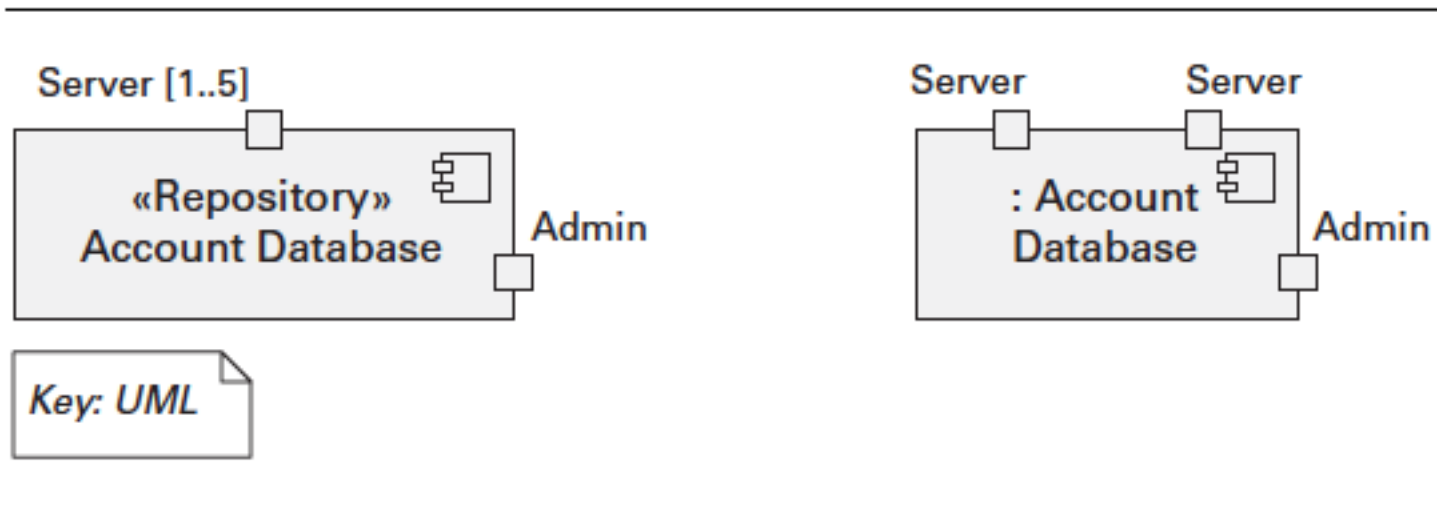 Server [1..5]
«Repository»
Account Database
Admin
Server
Server
: Account
Database
Admin
Key: UML